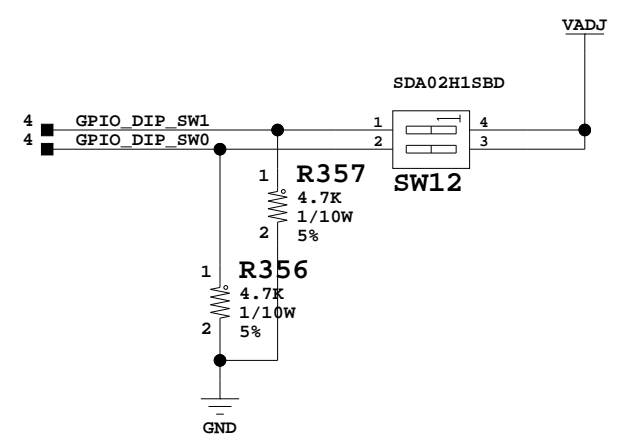 VADJ
SDA02H1SBD
4 GPIO_DIP_SW1 1 4
4 GPIO_DIP_SW0 2 3
SW12
1 R357
4.7K
1/10W
2 5%
1 R356
4.7K
1/10W
2 5%
GND